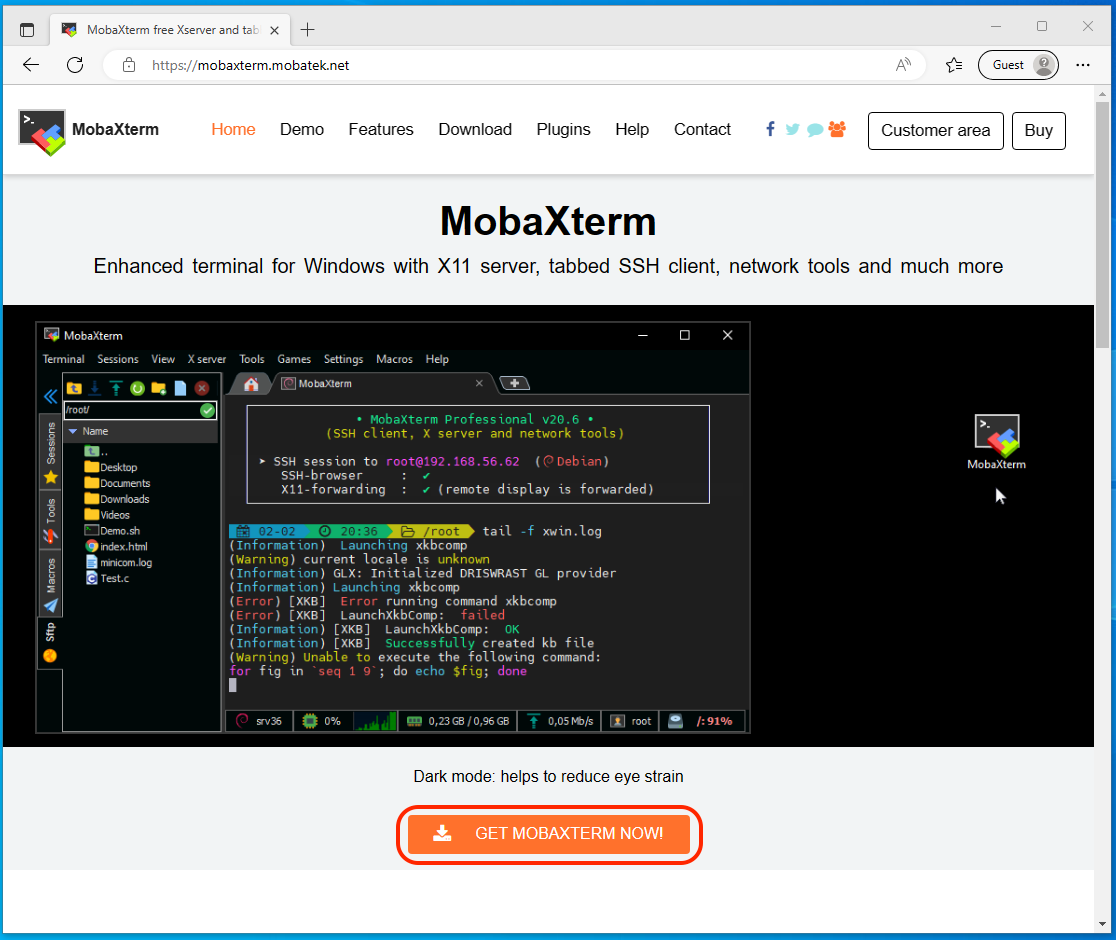 MobaXterm free Xserver and tab
https://mobaxterm.mobatek.net
Guest
MobaXterm
Home
Demo
Features
Download
Plugins
Help
Contact
Customer area
Buy
MobaXterm
Enhanced terminal for Windows with X11 server, tabbed SSH client, network tools and much more
MobaXterm
Terminal Sessions View X server Tools Games Settings Macros Help
MobaXterm
/root/
Name
..
Desktop
Documents
Downloads
Videos
Demo.sh
index.html
minicom.log
Test.c
Sessions
Tools
Macros
Sftp
• MobaXterm Professional v20.6 •
(SSH client, X server and network tools)
➤ SSH session to root@192.168.56.62 (Debian)
SSH-browser : ✔
X11-forwarding : ✔ (remote display is forwarded)
02-02 20:36 /root tail -f xwin.log
(Information) Launching xkbcomp
(Warning) current locale is unknown
(Information) GLX: Initialized DRISWRAST GL provider
(Information) Launching xkbcomp
(Error) [XKB] Error running command xkbcomp
(Error) [XKB] LaunchXkbComp: failed
(Information) [XKB] LaunchXkbComp: OK
(Information) [XKB] Successfully created kb file
(Warning) Unable to execute the following command:
for fig in `seq 1 9`; do echo $fig; done
srv36 0% 0,23 GB / 0,96 GB 0,05 Mb/s root /: 91%
MobaXterm
Dark mode: helps to reduce eye strain
GET MOBAXTERM NOW!